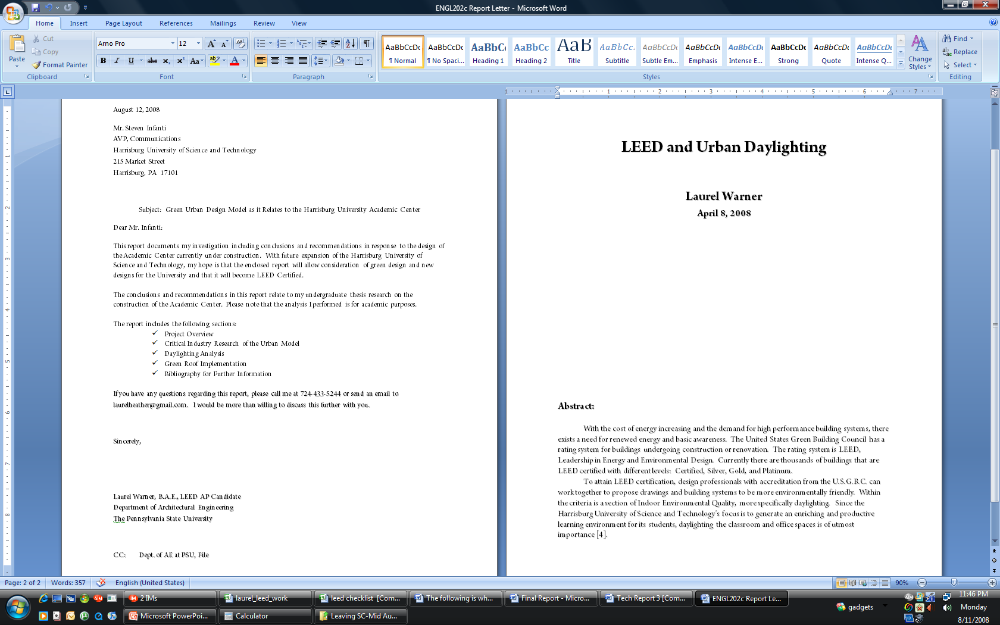 ENGL202c Report Letter - Microsoft Word
Home Insert Page Layout References Mailings Review View
Paste
Cut
Copy
Format Painter
Clipboard
Arno Pro 12
Font
Paragraph
AaBbCcDc AaBbCcDc AaBbC AaBbCc AaB AaBbCc. AaBbCcDc AaBbCcDc AaBbCcDc AaBbCcDc AaBbCcDc AaBbCcDc
¶ Normal ¶ No Spaci... Heading 1 Heading 2 Title Subtitle Subtle Em... Emphasis Intense E... Strong Quote Intense Q...
Change Styles
Styles
Find
Replace
Select
Editing
1 1 2 3 4 5 6 7
August 12, 2008
Mr. Steven Infanti
AVP, Communications
Harrisburg University of Science and Technology
215 Market Street
Harrisburg, PA 17101
Subject: Green Urban Design Model as it Relates to the Harrisburg University Academic Center
Dear Mr. Infanti:
This report documents my investigation including conclusions and recommendations in response to the design of
the Academic Center currently under construction. With future expansion of the Harrisburg University of
Science and Technology, my hope is that the enclosed report will allow consideration of green design and new
designs for the University and that it will become LEED Certified.
The conclusions and recommendations in this report relate to my undergraduate thesis research on the
construction of the Academic Center. Please note that the analysis I performed is for academic purposes.
The report includes the following sections:
✓ Project Overview
✓ Critical Industry Research of the Urban Model
✓ Daylighting Analysis
✓ Green Roof Implementation
✓ Bibliography for Further Information
If you have any questions regarding this report, please call me at 724-433-5244 or send an email to
laurelheather@gmail.com. I would be more than willing to discuss this further with you.
Sincerely,
Laurel Warner, B.A.E., LEED AP Candidate
Department of Architectural Engineering
The Pennsylvania State University
CC: Dept. of AE at PSU, File
LEED and Urban Daylighting
Laurel Warner
April 8, 2008
Abstract:
With the cost of energy increasing and the demand for high performance building systems, there
exists a need for renewed energy and basic awareness. The United States Green Building Council has a
rating system for buildings undergoing construction or renovation. The rating system is LEED,
Leadership in Energy and Environmental Design. Currently there are thousands of buildings that are
LEED certified with different levels: Certified, Silver, Gold, and Platinum.
To attain LEED certification, design professionals with accreditation from the U.S.G.B.C. can
work together to propose drawings and building systems to be more environmentally friendly. Within
the criteria is a section of Indoor Environmental Quality, more specifically daylighting. Since the
Harrisburg University of Science and Technology's focus is to generate an enriching and productive
learning environment for its students, daylighting the classroom and office spaces is of utmost
importance [4].
Page: 2 of 2 Words: 357 English (United States) 90%
2 IMs laurel_leed_work leed checklist [Com... The following is wh... Final Report - Micro... Tech Report 3 [Com... ENGL202c Report Le...
Microsoft PowerPoi... Calculator Leaving SC-Mid Au...
gadgets
11:46 PM
Monday
8/11/2008